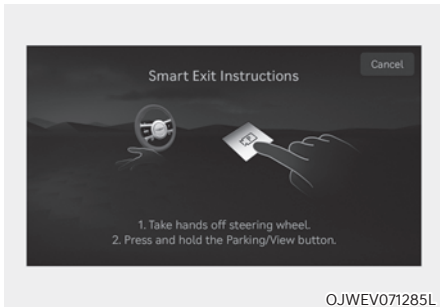 Cancel
Smart Exit Instructions
1. Take hands off steering wheel.
2. Press and hold the Parking/View button.
OJWEV071285L